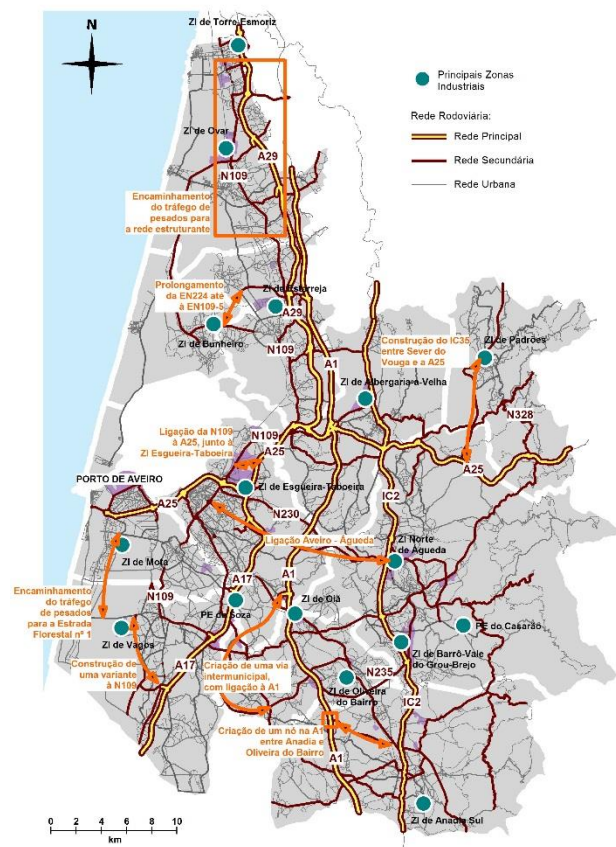 ZI de Torre-Esmoriz
N
Principais Zonas
Industriais
Rede Rodoviária:
Rede Principal
Rede Secundária
Rede Urbana
ZI de Ovar
A29
N109
Encaminhamento
do tráfego de
pesados para
a rede estruturante
Prolongamento
da EN224 até
à EN109-5
ZI de Estarreja
A29
ZI de Bunheiro
N109
A1
Construção do IC35
entre Sever do
Vouga e a A25
ZI de Padrões
ZI de Albergaria-a-Velha
N328
Ligação da N109
à A25, junto à
ZI Esgueira-Taboeira
N109
A25
A25
PORTO DE AVEIRO
A25
ZI de Esgueira-Taboeira
N230
IC2
Ligação Aveiro - Águeda
ZI de Mota
ZI Norte
de Águeda
Encaminhamento
do tráfego
de pesados
para a Estrada
Florestal nº 1
N109
A17
A1
PE de Soza
ZI de Oiã
ZI de Vagos
PE do Casarão
ZI de Barrô-Vale
do Grou-Brejo
A17
Construção de
uma variante
à N109
Criação de uma via
intermunicipal,
com ligação à A1
N235
ZI de Oliveira
do Bairro
IC2
Criação de um nó na A1
entre Anadia e
Oliveira do Bairro
A1
ZI de Anadia Sul
0 2 4 6 8 10
km